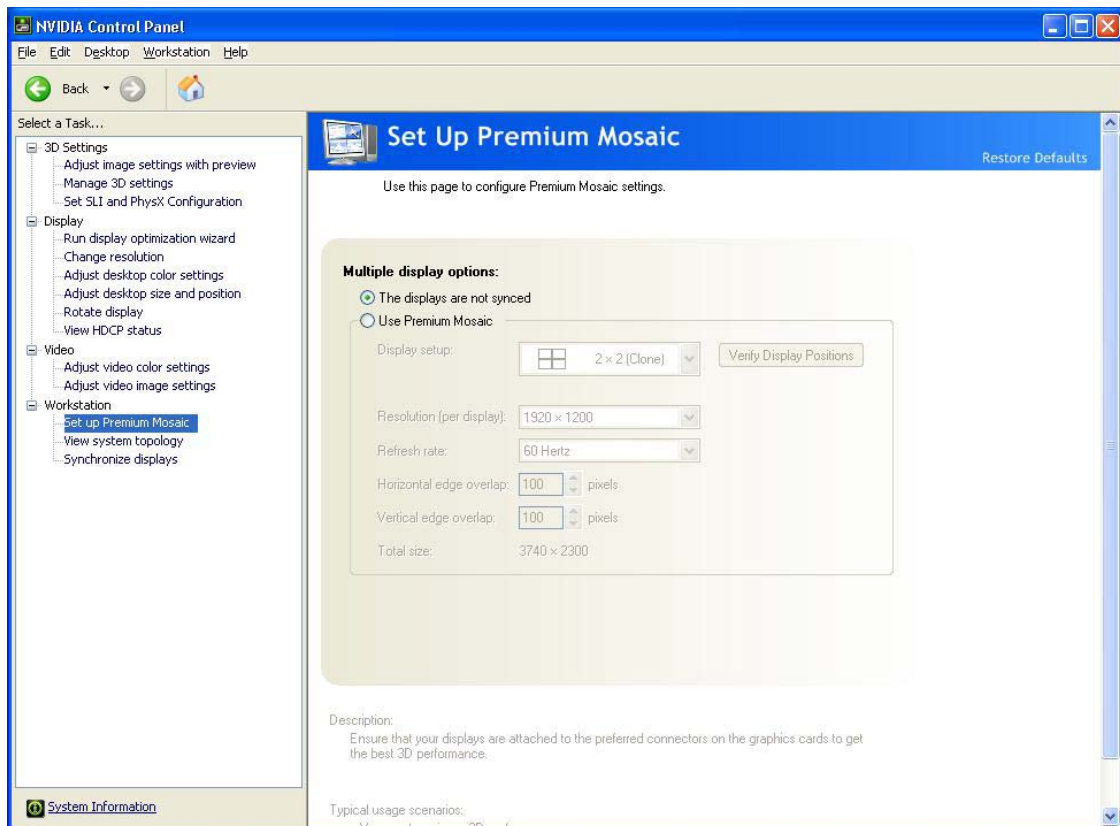 NVIDIA Control Panel
File Edit Desktop Workstation Help
Back
Select a Task...
3D Settings
Adjust image settings with preview
Manage 3D settings
Set SLI and PhysX Configuration
Display
Run display optimization wizard
Change resolution
Adjust desktop color settings
Adjust desktop size and position
Rotate display
View HDCP status
Video
Adjust video color settings
Adjust video image settings
Workstation
Set up Premium Mosaic
View system topology
Synchronize displays
System Information
Set Up Premium Mosaic
Restore Defaults
Use this page to configure Premium Mosaic settings.
Multiple display options:
The displays are not synced
Use Premium Mosaic
Display setup: 2 × 2 (Clone) Verify Display Positions
Resolution (per display): 1920 × 1200
Refresh rate: 60 Hertz
Horizontal edge overlap: 100 pixels
Vertical edge overlap: 100 pixels
Total size: 3740 × 2300
Description:
Ensure that your displays are attached to the preferred connectors on the graphics cards to get
the best 3D performance.
Typical usage scenarios: